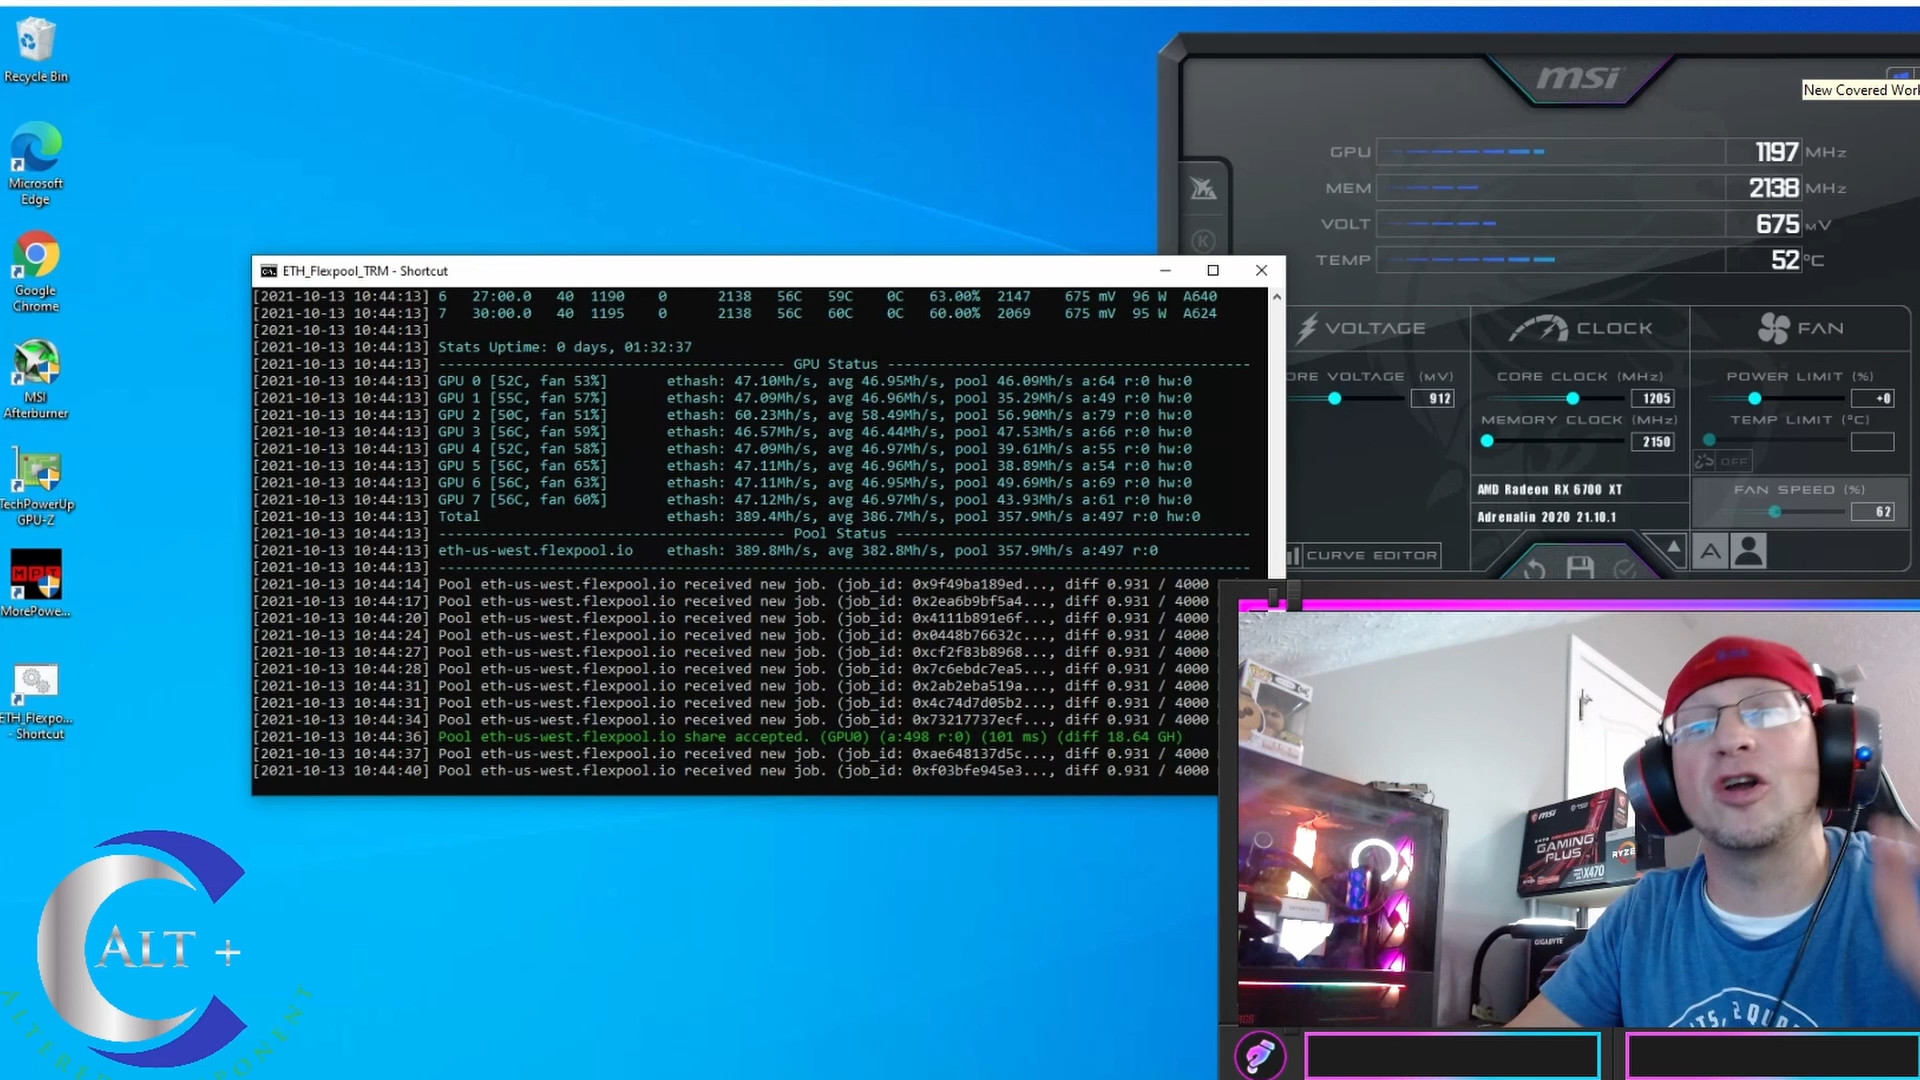 Recycle Bin
Microsoft
Edge
Google
Chrome
MSI
Afterburner
TechPowerUp
GPU-Z
MPT
MorePowe...
ETH_Flexpo...
- Shortcut
ALT +
msi
New Covered Work
GPU 1197 MHz
MEM 2138 MHz
VOLT 675 mV
TEMP 52 °C
K
VOLTAGE
CLOCK
FAN
ORE VOLTAGE (MV)
912
CORE CLOCK (MHz)
1205
MEMORY CLOCK (MHz)
2150
POWER LIMIT (%)
+0
TEMP LIMIT (°C)
OFF
AMD Radeon RX 6700 XT
Adrenalin 2020 21.10.1
FAN SPEED (%)
62
CURVE EDITOR
A
ETH_Flexpool_TRM - Shortcut
[2021-10-13 10:44:13] 6 27:00.0 40 1190 0 2138 56C 59C 0C 63.00% 2147 675 mV 96 W A640
[2021-10-13 10:44:13] 7 30:00.0 40 1195 0 2138 56C 60C 0C 60.00% 2069 675 mV 95 W A624
[2021-10-13 10:44:13]
[2021-10-13 10:44:13] Stats Uptime: 0 days, 01:32:37
[2021-10-13 10:44:13] ---------------------------------------- GPU Status ----------------------------------------
[2021-10-13 10:44:13] GPU 0 [52C, fan 53%] ethash: 47.10Mh/s, avg 46.95Mh/s, pool 46.09Mh/s a:64 r:0 hw:0
[2021-10-13 10:44:13] GPU 1 [55C, fan 57%] ethash: 47.09Mh/s, avg 46.96Mh/s, pool 35.29Mh/s a:49 r:0 hw:0
[2021-10-13 10:44:13] GPU 2 [50C, fan 51%] ethash: 60.23Mh/s, avg 58.49Mh/s, pool 56.90Mh/s a:79 r:0 hw:0
[2021-10-13 10:44:13] GPU 3 [56C, fan 59%] ethash: 46.57Mh/s, avg 46.44Mh/s, pool 47.53Mh/s a:66 r:0 hw:0
[2021-10-13 10:44:13] GPU 4 [52C, fan 58%] ethash: 47.09Mh/s, avg 46.97Mh/s, pool 39.61Mh/s a:55 r:0 hw:0
[2021-10-13 10:44:13] GPU 5 [56C, fan 65%] ethash: 47.11Mh/s, avg 46.96Mh/s, pool 38.89Mh/s a:54 r:0 hw:0
[2021-10-13 10:44:13] GPU 6 [56C, fan 63%] ethash: 47.11Mh/s, avg 46.95Mh/s, pool 49.69Mh/s a:69 r:0 hw:0
[2021-10-13 10:44:13] GPU 7 [56C, fan 60%] ethash: 47.12Mh/s, avg 46.97Mh/s, pool 43.93Mh/s a:61 r:0 hw:0
[2021-10-13 10:44:13] Total ethash: 389.4Mh/s, avg 386.7Mh/s, pool 357.9Mh/s a:497 r:0 hw:0
[2021-10-13 10:44:13] ---------------------------------------- Pool Status ----------------------------------------
[2021-10-13 10:44:13] eth-us-west.flexpool.io ethash: 389.8Mh/s, avg 382.8Mh/s, pool 357.9Mh/s a:497 r:0
[2021-10-13 10:44:13] ----------------------------------------
[2021-10-13 10:44:14] Pool eth-us-west.flexpool.io received new job. (job_id: 0x9f49ba189ed..., diff 0.931 / 4000
[2021-10-13 10:44:17] Pool eth-us-west.flexpool.io received new job. (job_id: 0x2ea6b9bf5a4..., diff 0.931 / 4000
[2021-10-13 10:44:20] Pool eth-us-west.flexpool.io received new job. (job_id: 0x4111b891e6f..., diff 0.931 / 4000
[2021-10-13 10:44:24] Pool eth-us-west.flexpool.io received new job. (job_id: 0x0448b76632c..., diff 0.931 / 4000
[2021-10-13 10:44:27] Pool eth-us-west.flexpool.io received new job. (job_id: 0xcf2f83b8968..., diff 0.931 / 4000
[2021-10-13 10:44:28] Pool eth-us-west.flexpool.io received new job. (job_id: 0x7c6ebdc7ea5..., diff 0.931 / 4000
[2021-10-13 10:44:31] Pool eth-us-west.flexpool.io received new job. (job_id: 0x2ab2eba519a..., diff 0.931 / 4000
[2021-10-13 10:44:31] Pool eth-us-west.flexpool.io received new job. (job_id: 0x4c74d7d05b2..., diff 0.931 / 4000
[2021-10-13 10:44:34] Pool eth-us-west.flexpool.io received new job. (job_id: 0x73217737ecf..., diff 0.931 / 4000
[2021-10-13 10:44:36] Pool eth-us-west.flexpool.io share accepted. (GPU0) (a:498 r:0) (101 ms) (diff 18.64 GH)
[2021-10-13 10:44:37] Pool eth-us-west.flexpool.io received new job. (job_id: 0xae648137d5c..., diff 0.931 / 4000
[2021-10-13 10:44:40] Pool eth-us-west.flexpool.io received new job. (job_id: 0xf03bfe945e3..., diff 0.931 / 4000
msi
GAMING
PLUS
RYZE
X470
GIGABYTE